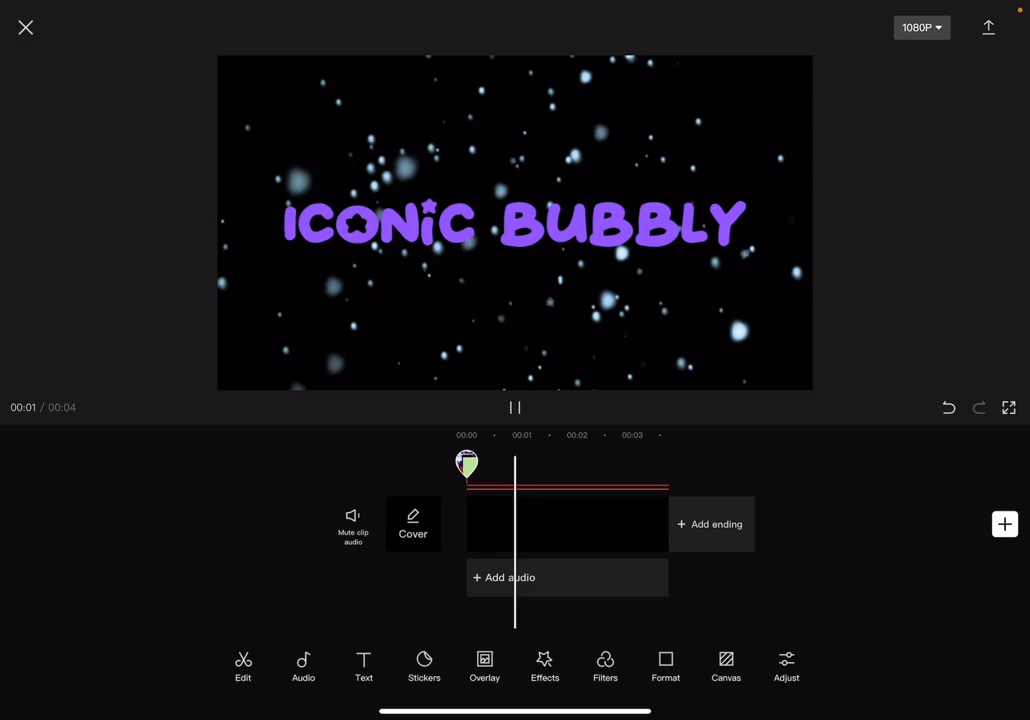 1080P
ICONiC BUBBLY
00:01 / 00:04
00:00 00:01 00:02 00:03
Mute clip
audio
Cover
+ Add ending
+ Add audio
Edit Audio Text Stickers Overlay Effects Filters Format Canvas Adjust